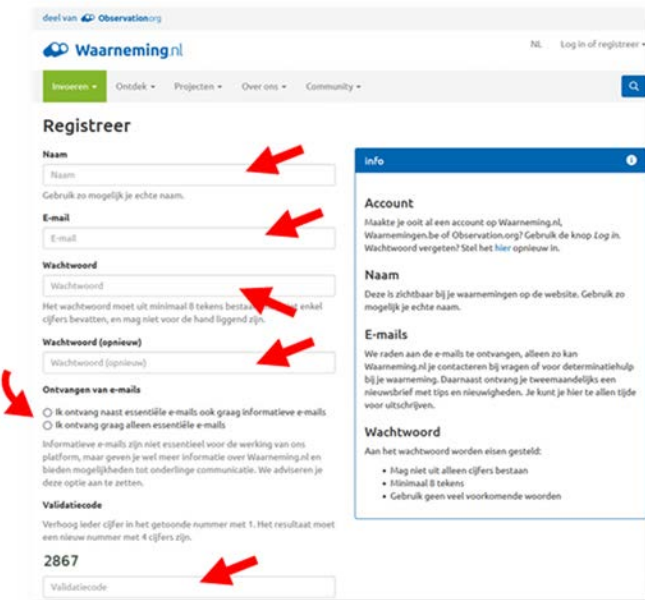 deel van Observation.org
Waarneming.nl
NL Log in of registreer
Invoeren Ontdek Projecten Over ons Community
Registreer
Naam
Naam
Gebruik zo mogelijk je echte naam.
E-mail
E-mail
Wachtwoord
Wachtwoord
Het wachtwoord moet uit minimaal 8 tekens bestaan enkel
cijfers bevatten, en mag niet voor de hand liggend zijn.
Wachtwoord (opnieuw)
Wachtwoord (opnieuw)
Ontvangen van e-mails
Ik ontvang naast essentiële e-mails ook graag informatieve e-mails
Ik ontvang graag alleen essentiële e-mails
Informatieve e-mails zijn niet essentieel voor de werking van ons
platform, maar geven je wel meer informatie over Waarneming.nl en
bieden mogelijkheden tot onderlinge communicatie. We adviseren je
deze optie aan te zetten.
Validatiecode
Verhoog ieder cijfer in het getoonde nummer met 1. Het resultaat moet
een nieuw nummer met 4 cijfers zijn.
2867
Validatiecode
info
Account
Maakte je ooit al een account op Waarneming.nl,
Waarnemingen.be of Observation.org? Gebruik de knop Log in.
Wachtwoord vergeten? Stel het hier opnieuw in.
Naam
Deze is zichtbaar bij je waarnemingen op de website. Gebruik zo
mogelijk je echte naam.
E-mails
We raden aan de e-mails te ontvangen, alleen zo kan
Waarneming.nl je contacteren bij vragen of voor determinatiehulp
bij je waarneming. Daarnaast ontvang je tweemaandelijks een
nieuwsbrief met tips en nieuwigheden. Je kunt je hier te allen tijde
voor uitschrijven.
Wachtwoord
Aan het wachtwoord worden eisen gesteld:
• Mag niet uit alleen cijfers bestaan
• Minimaal 8 tekens
• Gebruik geen veel voorkomende woorden